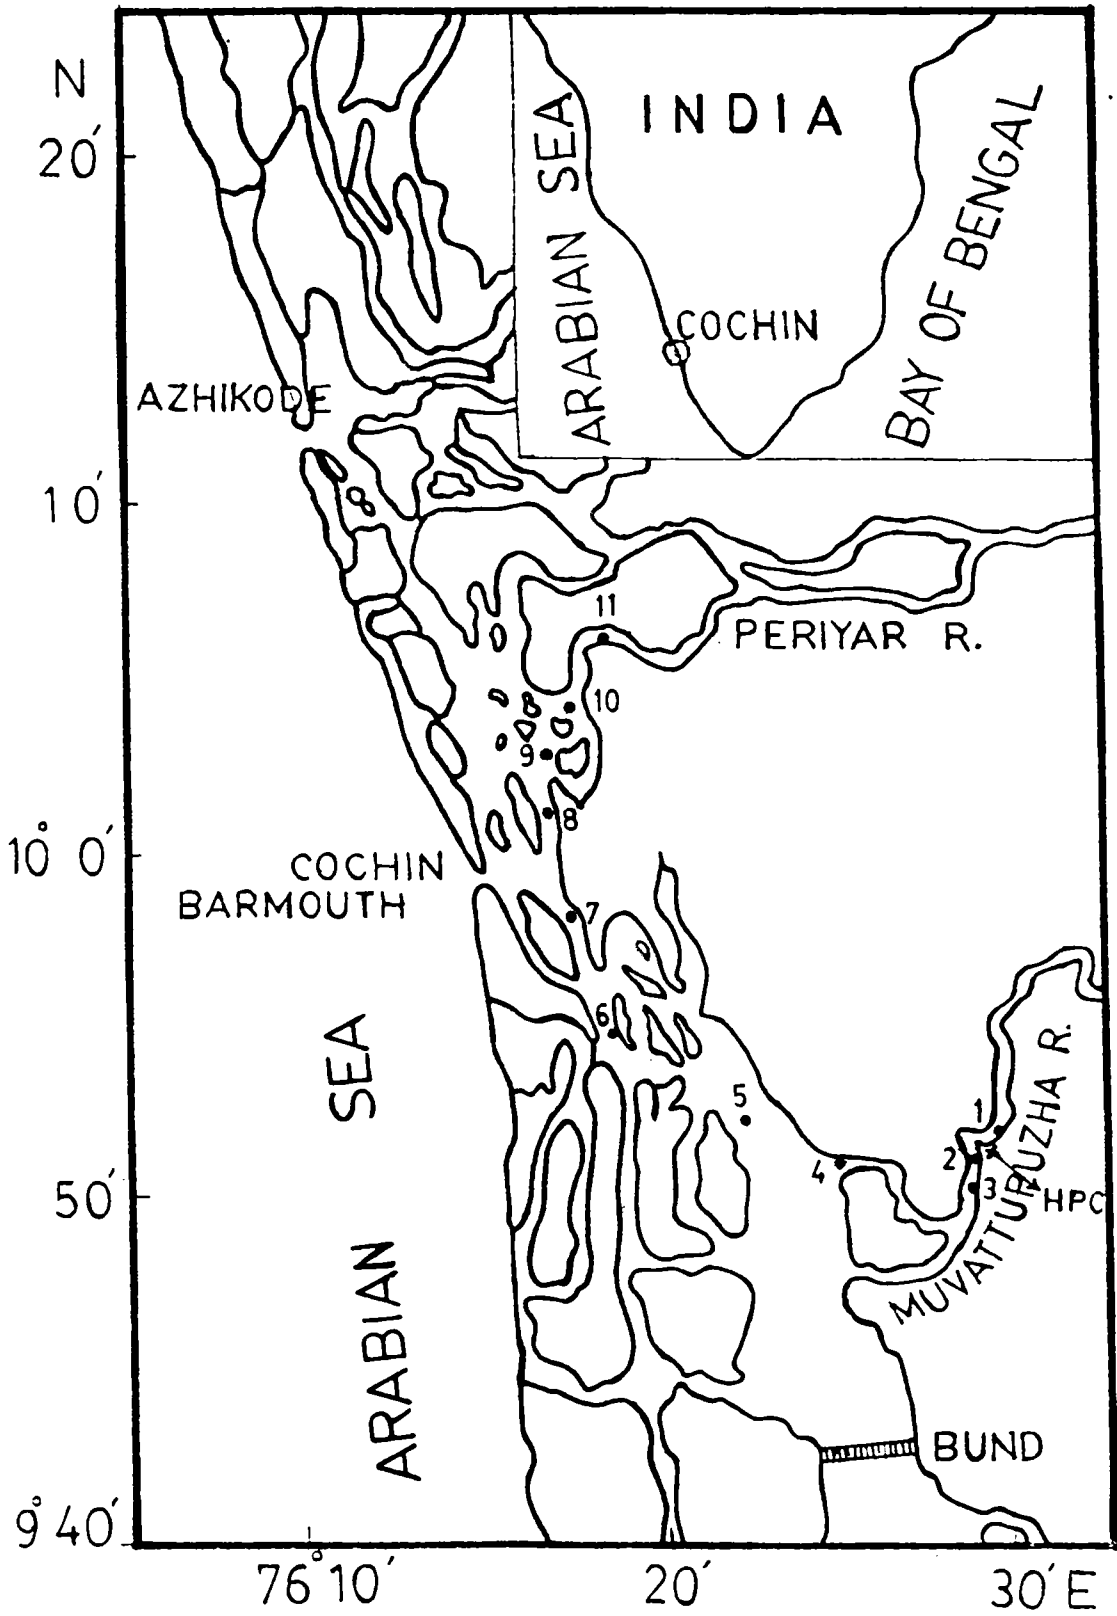 N
20′
INDIA
ARABIAN SEA
BAY OF BENGAL
COCHIN
AZHIKODE
10′
11
PERIYAR R.
10
9
8
10° 0′
COCHIN
BARMOUTH
7
6
ARABIAN SEA
5
1
4
2
3
HPC
MUVATTUPUZHA R.
50′
BUND
9° 40′
76° 10′
20′
30′ E